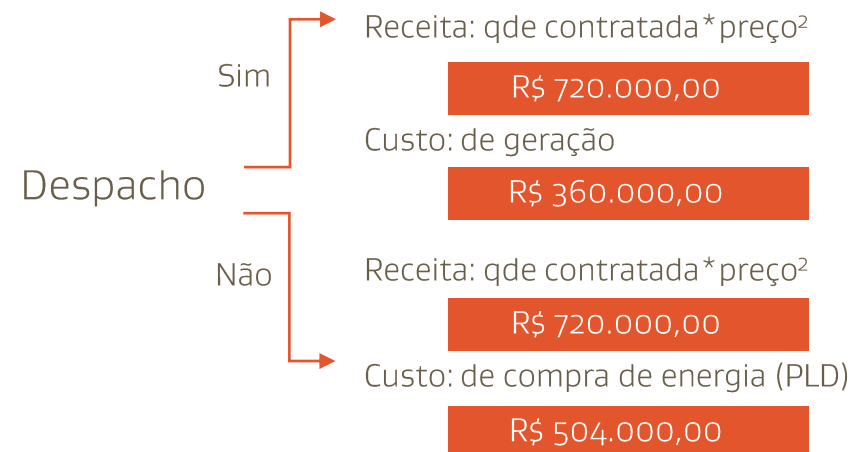 Receita: qde contratada*preço²
Sim
R$ 720.000,00
Custo: de geração
Despacho
R$ 360.000,00
Não
Receita: qde contratada*preço²
R$ 720.000,00
Custo: de compra de energia (PLD)
R$ 504.000,00